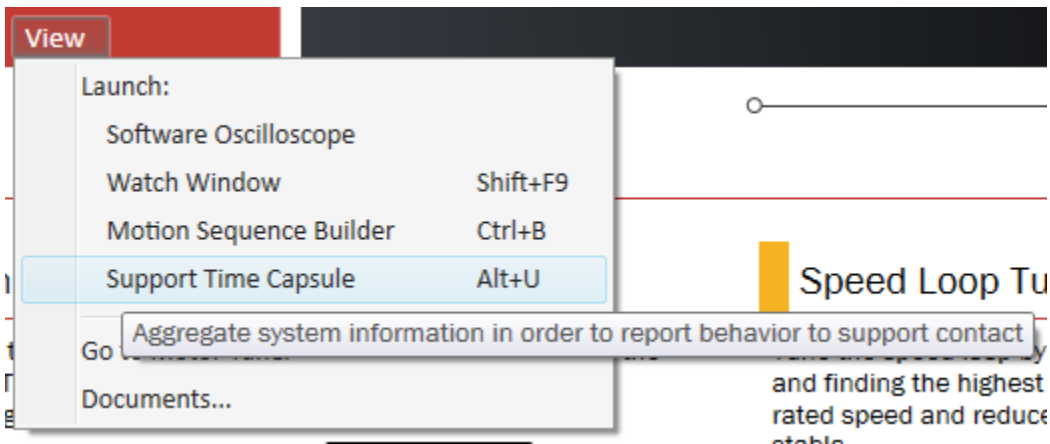 View
Launch:
Software Oscilloscope
Watch Window Shift+F9
Motion Sequence Builder Ctrl+B
Support Time Capsule Alt+U
Speed Loop Tu
Aggregate system information in order to report behavior to support contact
Go
Documents...
and finding the highest
rated speed and reduce